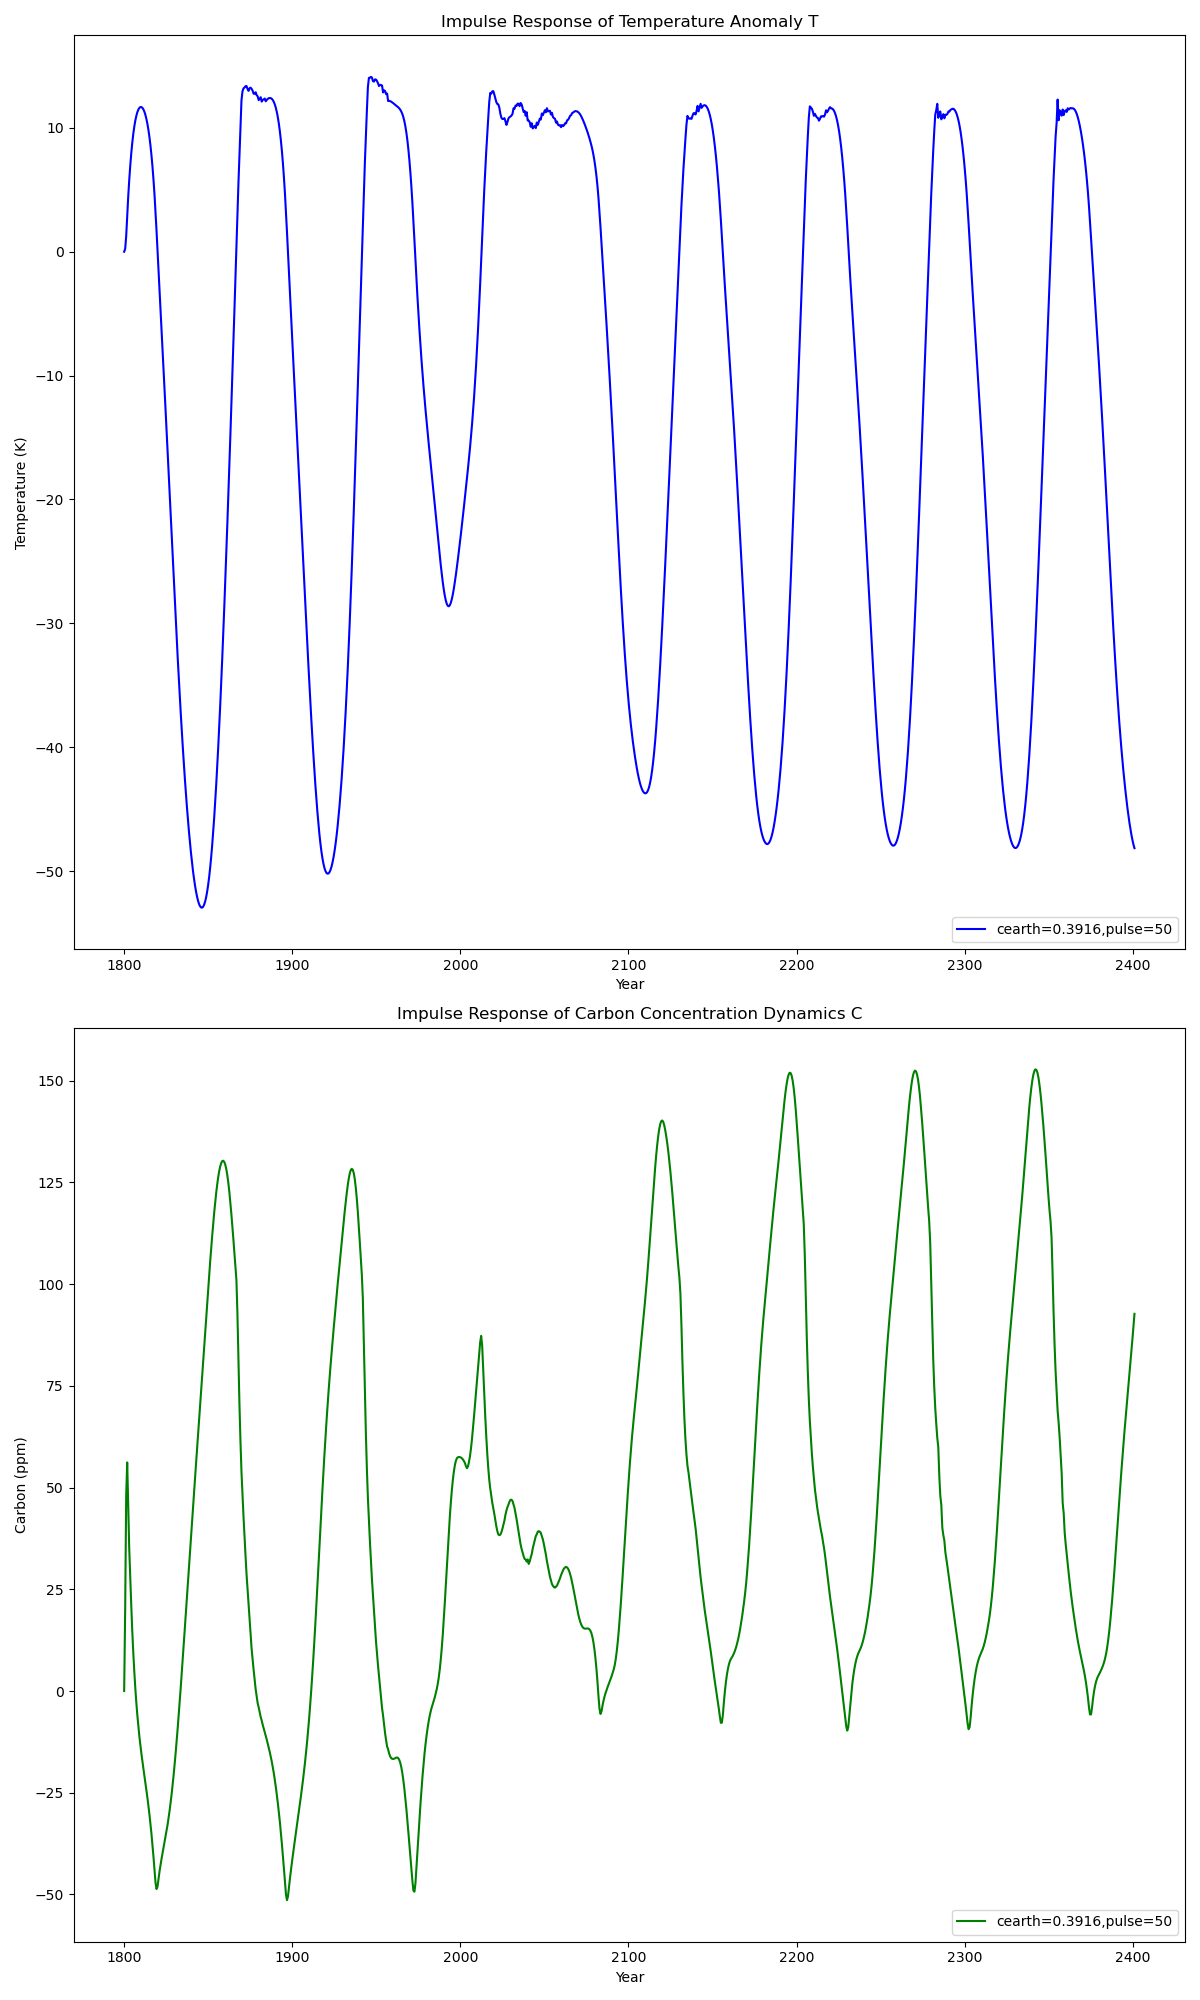 Impulse Response of Temperature Anomaly T
10
0
−10
−20
−30
−40
−50
Temperature (K)
cearth=0.3916,pulse=50
1800 1900 2000 2100 2200 2300 2400
Year
Impulse Response of Carbon Concentration Dynamics C
150
125
100
75
50
25
0
−25
−50
Carbon (ppm)
cearth=0.3916,pulse=50
1800 1900 2000 2100 2200 2300 2400
Year